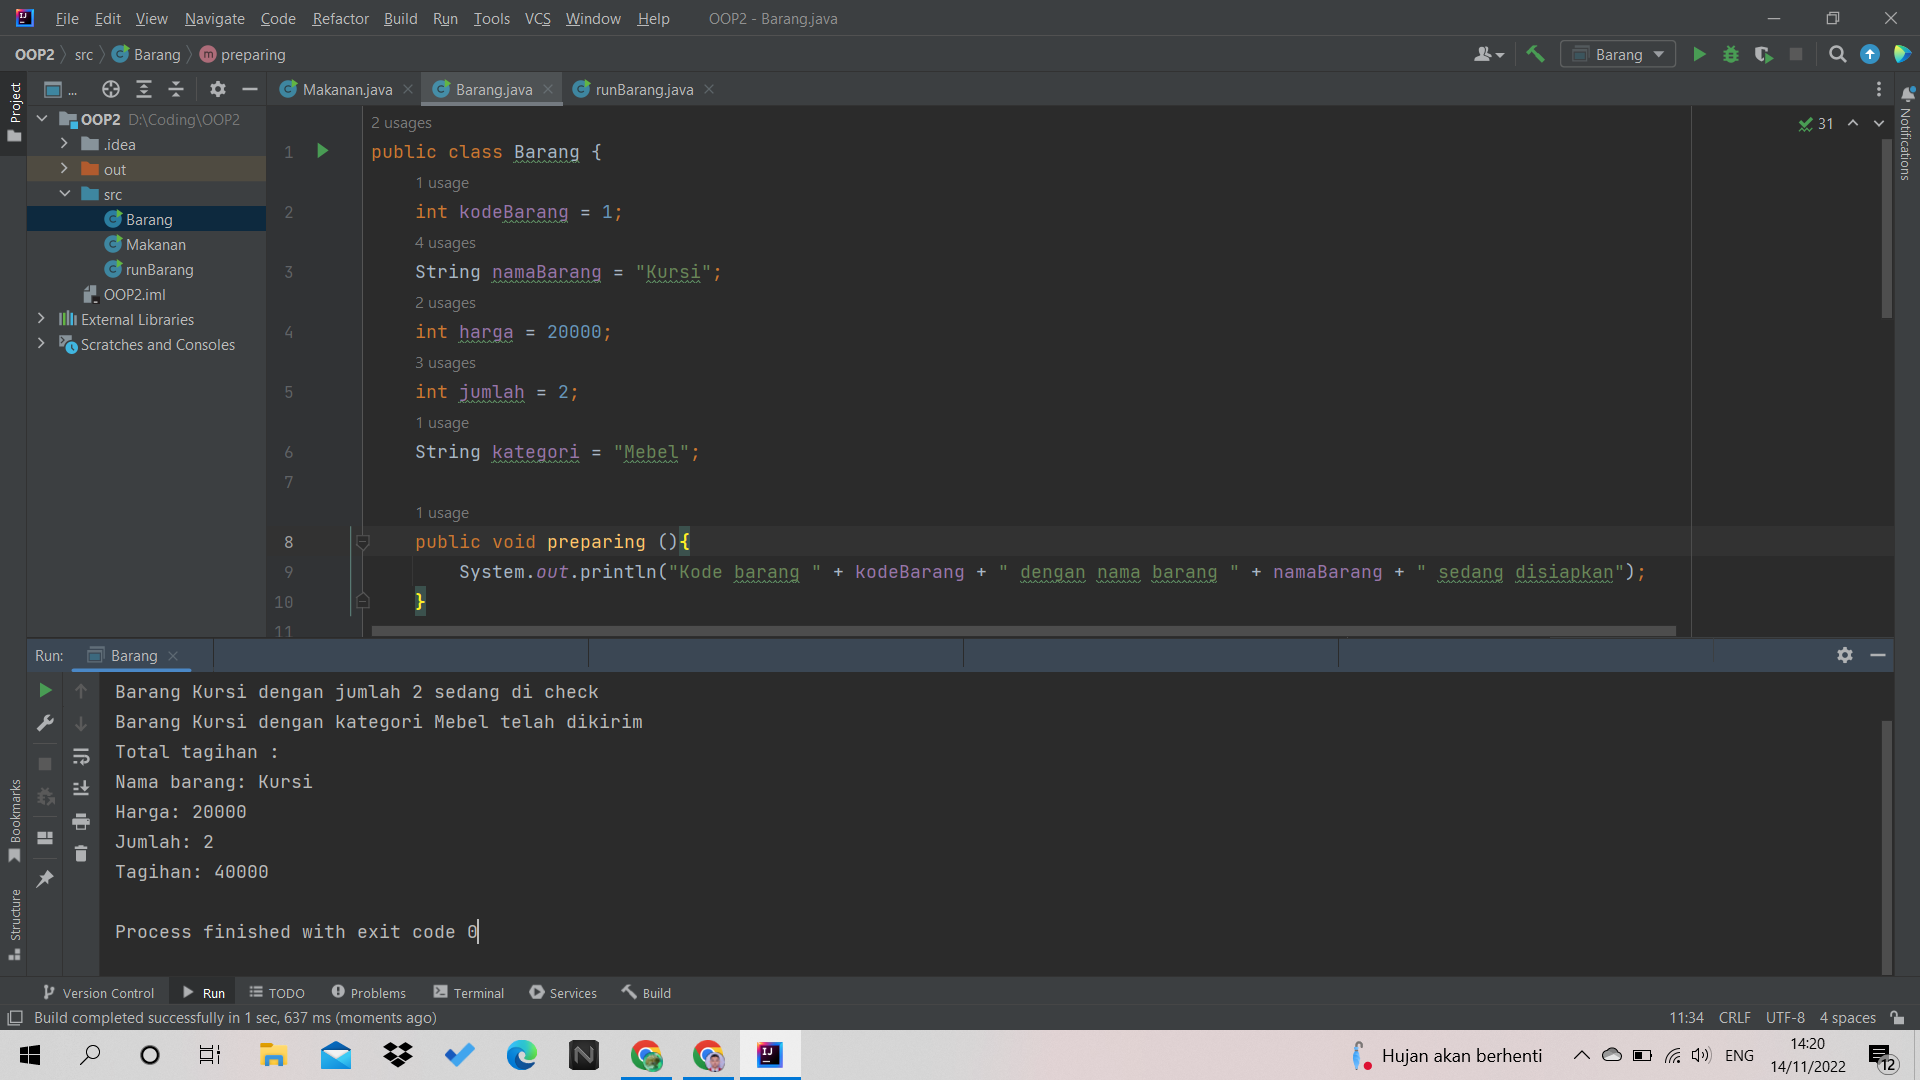 File Edit View Navigate Code Refactor Build Run Tools VCS Window Help OOP2 - Barang.java
OOP2 src Barang m preparing Barang
Project ... Makanan.java Barang.java runBarang.java
OOP2 D:\Coding\OOP2
.idea
out
src
Barang
Makanan
runBarang
OOP2.iml
External Libraries
Scratches and Consoles
2 usages
31
1 public class Barang {
1 usage
2 int kodeBarang = 1;
4 usages
3 String namaBarang = "Kursi";
2 usages
4 int harga = 20000;
3 usages
5 int jumlah = 2;
1 usage
6 String kategori = "Mebel";
7
1 usage
8 public void preparing (){
9 System.out.println("Kode barang " + kodeBarang + " dengan nama barang " + namaBarang + " sedang disiapkan");
10 }
11
Notifications
Run: Barang
Barang Kursi dengan jumlah 2 sedang di check
Barang Kursi dengan kategori Mebel telah dikirim
Total tagihan :
Nama barang: Kursi
Harga: 20000
Jumlah: 2
Tagihan: 40000
Process finished with exit code 0
Bookmarks
Structure
Version Control Run TODO Problems Terminal Services Build
Build completed successfully in 1 sec, 637 ms (moments ago) 11:34 CRLF UTF-8 4 spaces
Hujan akan berhenti ENG 14:20
14/11/2022 12